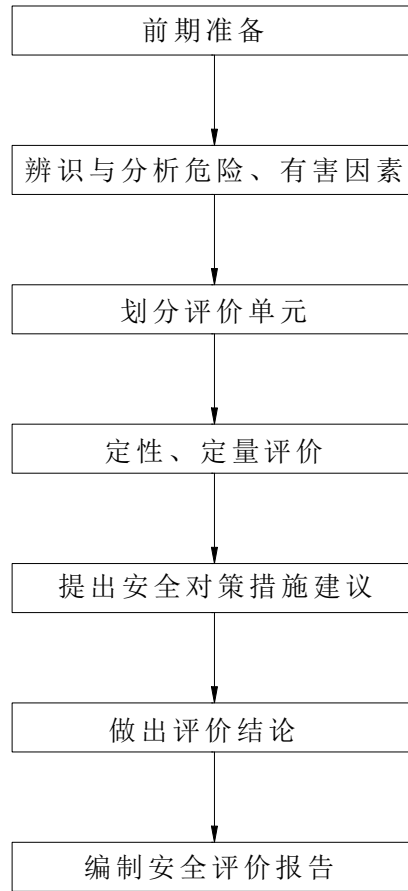 前期准备
辨识与分析危险、有害因素
划分评价单元
定性、定量评价
提出安全对策措施建议
做出评价结论
编制安全评价报告